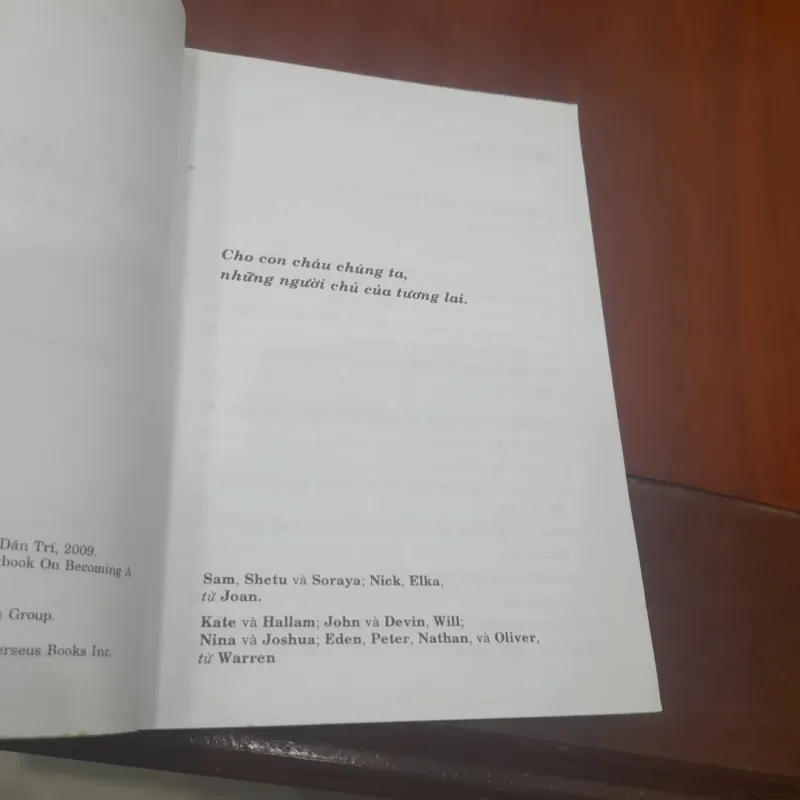 Dân Trí, 2009.
book On Becoming A
Group.
erseus Books Inc.
Cho con cháu chúng ta,
những người chủ của tương lai.
Sam, Shetu và Soraya; Nick, Elka,
từ Joan.
Kate và Hallam; John và Devin, Will;
Nina và Joshua; Eden, Peter, Nathan, và Oliver,
từ Warren